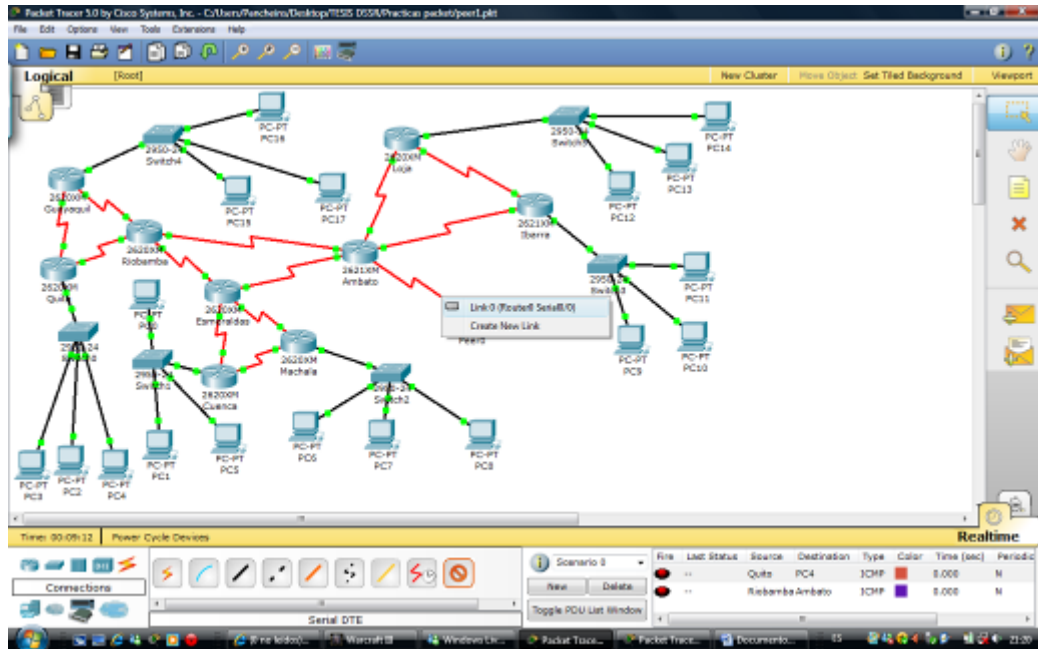 Packet Tracer 5.0 by Cisco Systems, Inc. - C:/Users/Pancheiro/Desktop/TESIS DSSR/Practicas packet/peer1.pkt
File Edit Options View Tools Extensions Help
Logical [Root] New Cluster Move Object Set Tiled Background Viewport
PC-PT
PC16
2950-24
Switch4
2620XM
Loja
2950-24
PC-PT
PC14
PC-PT
PC13
Guayaquil
PC-PT
PC15
PC-PT
PC17
PC-PT
PC12
2620XM
Riobamba
2621XM
Ambato
2621XM
Ibarra
PC-PT
PC11
2620XM
Esmeraldas
Link 0 (Router0 Serial0/0)
Create New Link
Peer0
PC-PT
PC9
PC-PT
PC10
2620XM
Machala
Switch1
2620XM
Cuenca
Switch2
PC-PT
PC3
PC-PT
PC2
PC-PT
PC4
PC-PT
PC1
PC-PT
PC5
PC-PT
PC6
PC-PT
PC7
PC-PT
PC8
Time: 00:09:12 Power Cycle Devices Realtime
Connections
Serial DTE
Scenario 0
New Delete
Toggle PDU List Window
Fire Last Status Source Destination Type Color Time (sec) Periodic
-- Quito PC4 ICMP 0.000 N
-- Riobamba Ambato ICMP 0.000 N
Warcraft III Windows Liv... Packet Trace... Packet Trace... Documento... ES 21:20